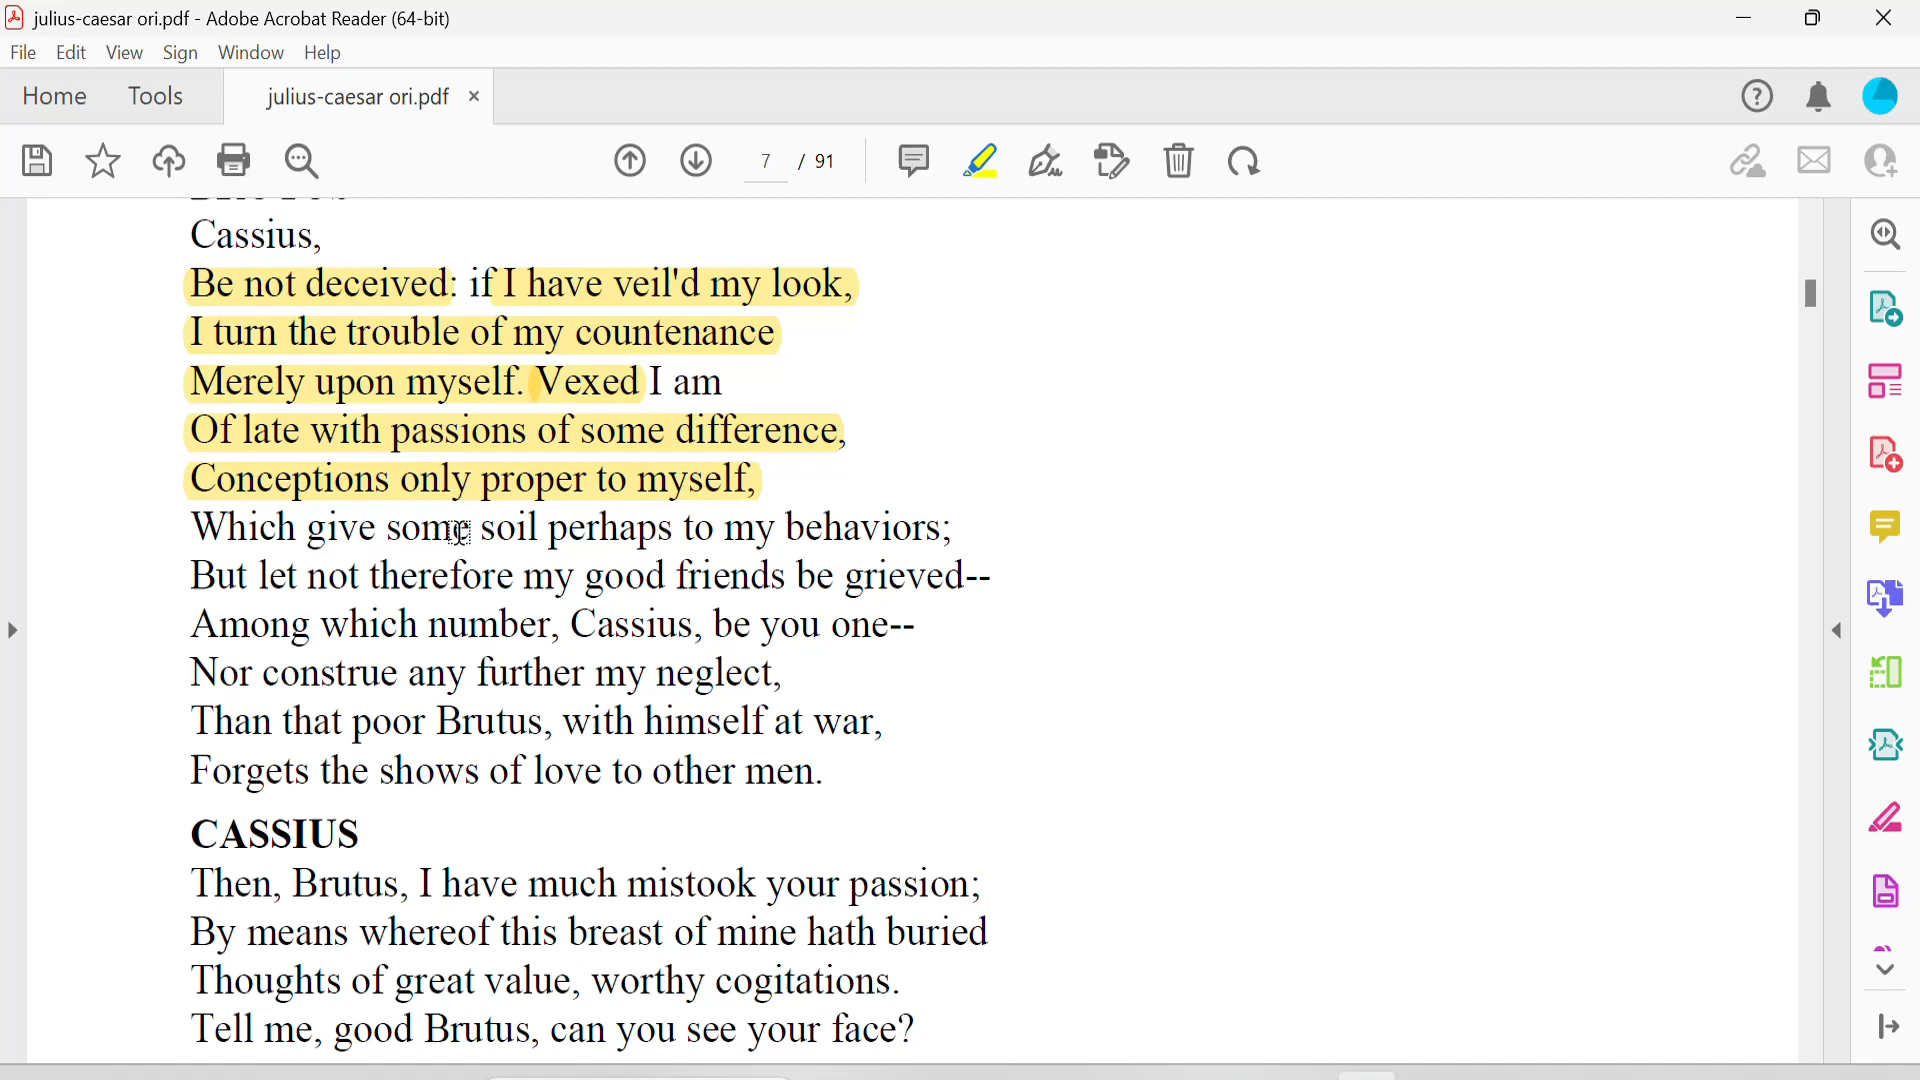 julius-caesar ori.pdf - Adobe Acrobat Reader (64-bit)
File Edit View Sign Window Help
Home Tools julius-caesar ori.pdf ×
7 / 91
Cassius,
Be not deceived: if I have veil'd my look,
I turn the trouble of my countenance
Merely upon myself. Vexed I am
Of late with passions of some difference,
Conceptions only proper to myself,
Which give some soil perhaps to my behaviors;
But let not therefore my good friends be grieved--
Among which number, Cassius, be you one--
Nor construe any further my neglect,
Than that poor Brutus, with himself at war,
Forgets the shows of love to other men.
CASSIUS
Then, Brutus, I have much mistook your passion;
By means whereof this breast of mine hath buried
Thoughts of great value, worthy cogitations.
Tell me, good Brutus, can you see your face?